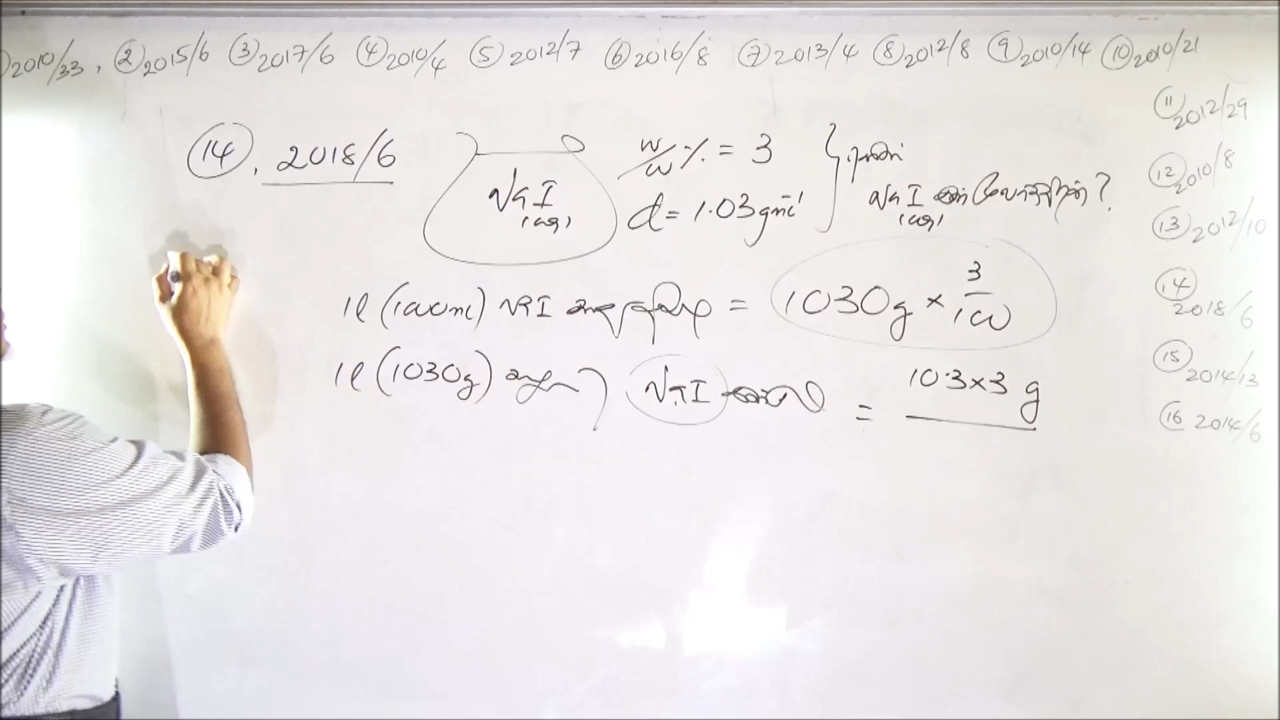 2010/33, ② 2015/6 ③ 2017/6 ④ 2010/4 ⑤ 2012/7 ⑥ 2016/8 ⑦ 2013/4 ⑧ 2012/8 ⑨ 2010/14 ⑩ 2010/21
⑪ 2012/29
⑫ 2010/8
⑬ 2012/10
⑭ 2018/6
⑮ 2014/13
⑯ 2014/6
⑭. 2018/6
NaI (aq)
w/w % = 3
d = 1.03 gml⁻¹
NaI (aq) ?
1l (1000ml) NaI = 1030g × 3/100
1l (1030g) NaI = 10.3×3 g